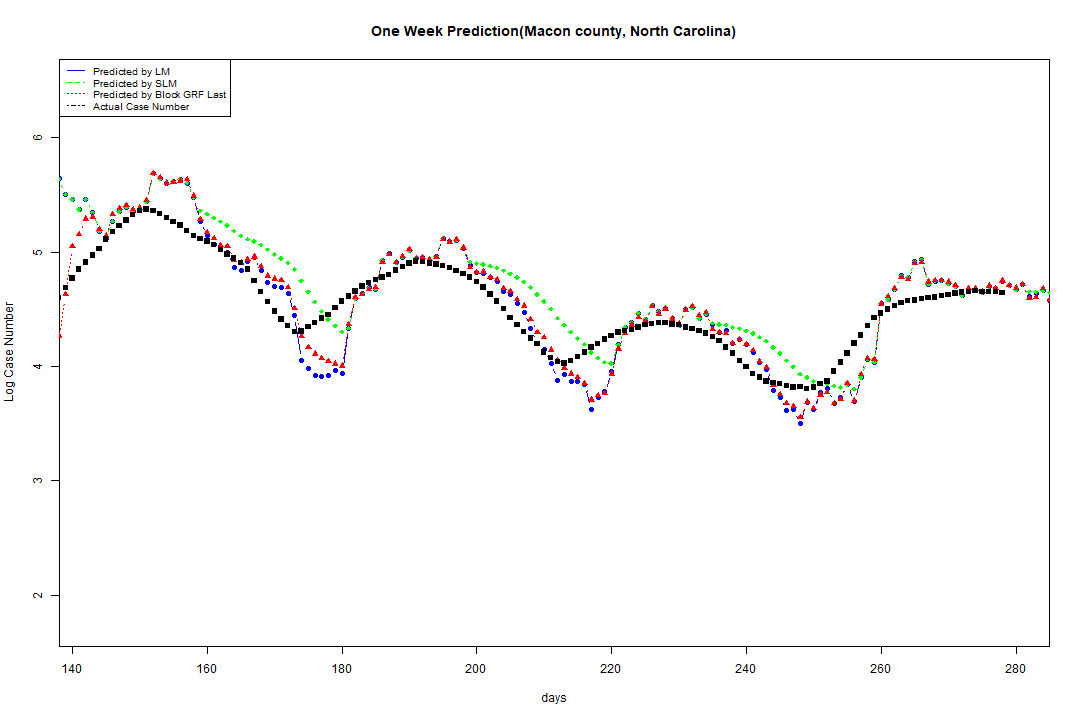 One Week Prediction(Macon county, North Carolina)
Predicted by LM
Predicted by SLM
Predicted by Block GRF Last
Actual Case Number
6
5
4
3
2
Log Case Number
140 160 180 200 220 240 260 280
days